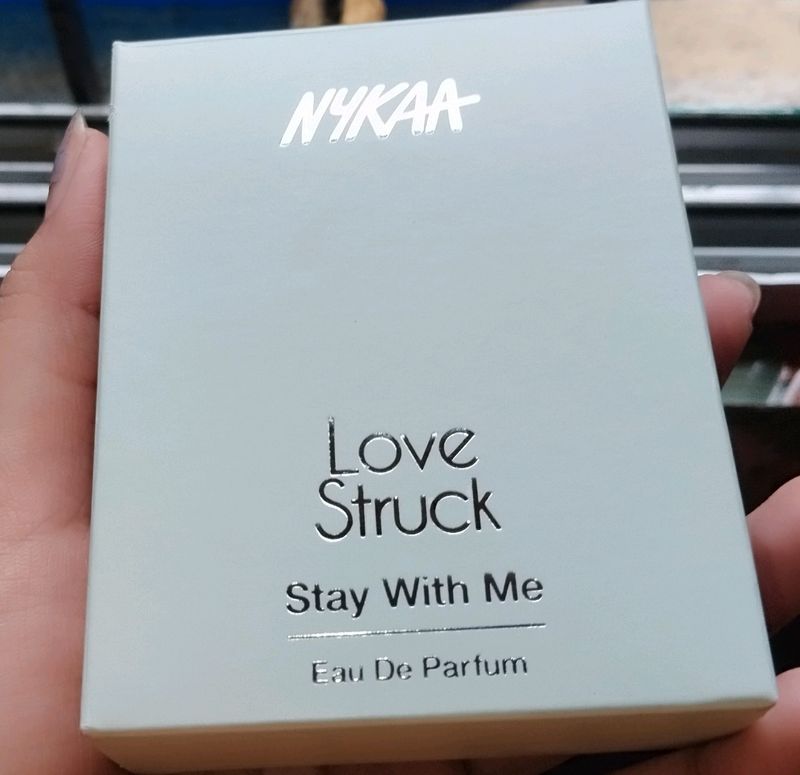 NYKAA
Love
Struck
Stay With Me
Eau De Parfum